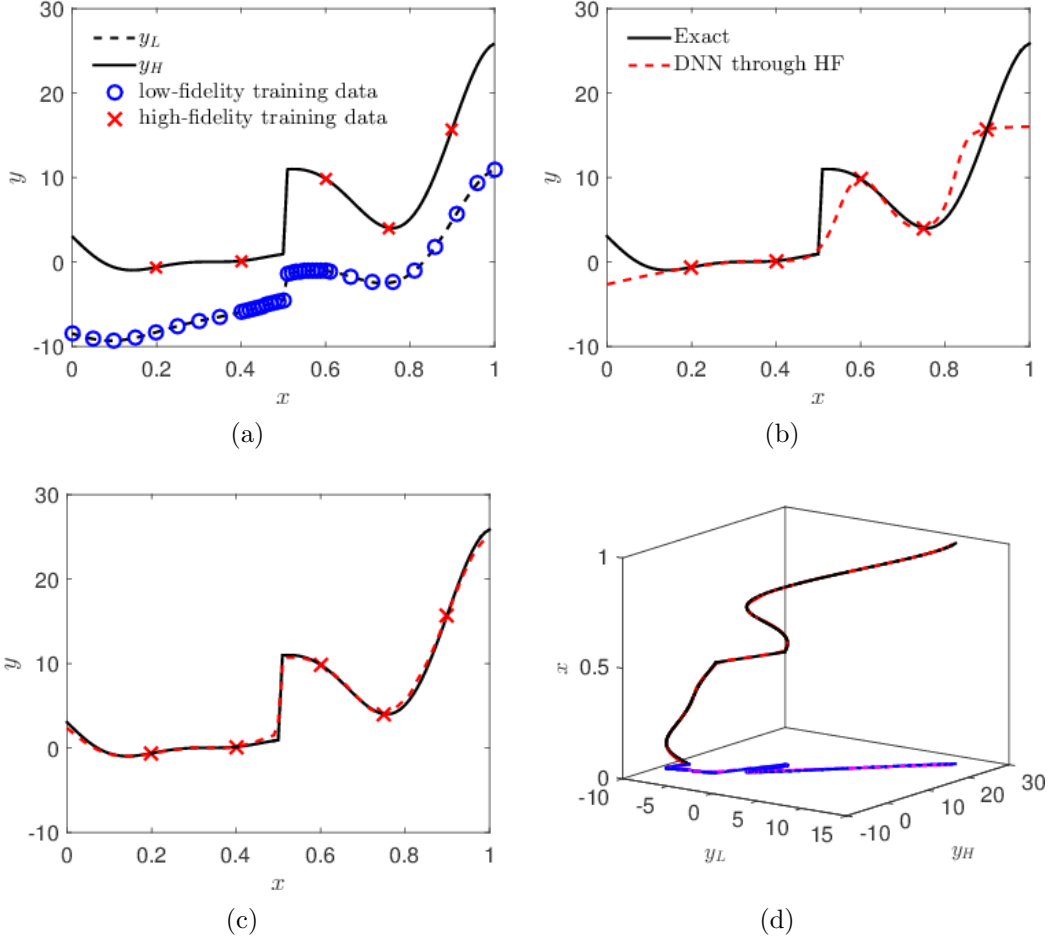 30
20
10
0
-10
y
y_L
y_H
low-fidelity training data
high-fidelity training data
0 0.2 0.4 0.6 0.8 1
x
(a)
30
20
10
0
-10
y
Exact
DNN through HF
0 0.2 0.4 0.6 0.8 1
x
(b)
30
20
10
0
-10
y
0 0.2 0.4 0.6 0.8 1
x
(c)
1
0.5
0
x
-10 -5 0 5 10 15
y_L
-10 0 10 20 30
y_H
(d)